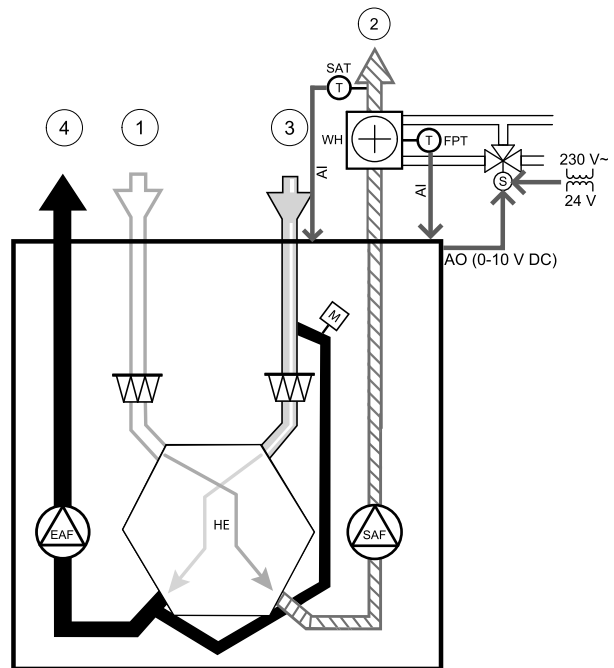 2
SAT
T
4
1
3
WH
T
FPT
AI
AI
230 V~
S
24 V
AO (0-10 V DC)
M
HE
EAF
SAF